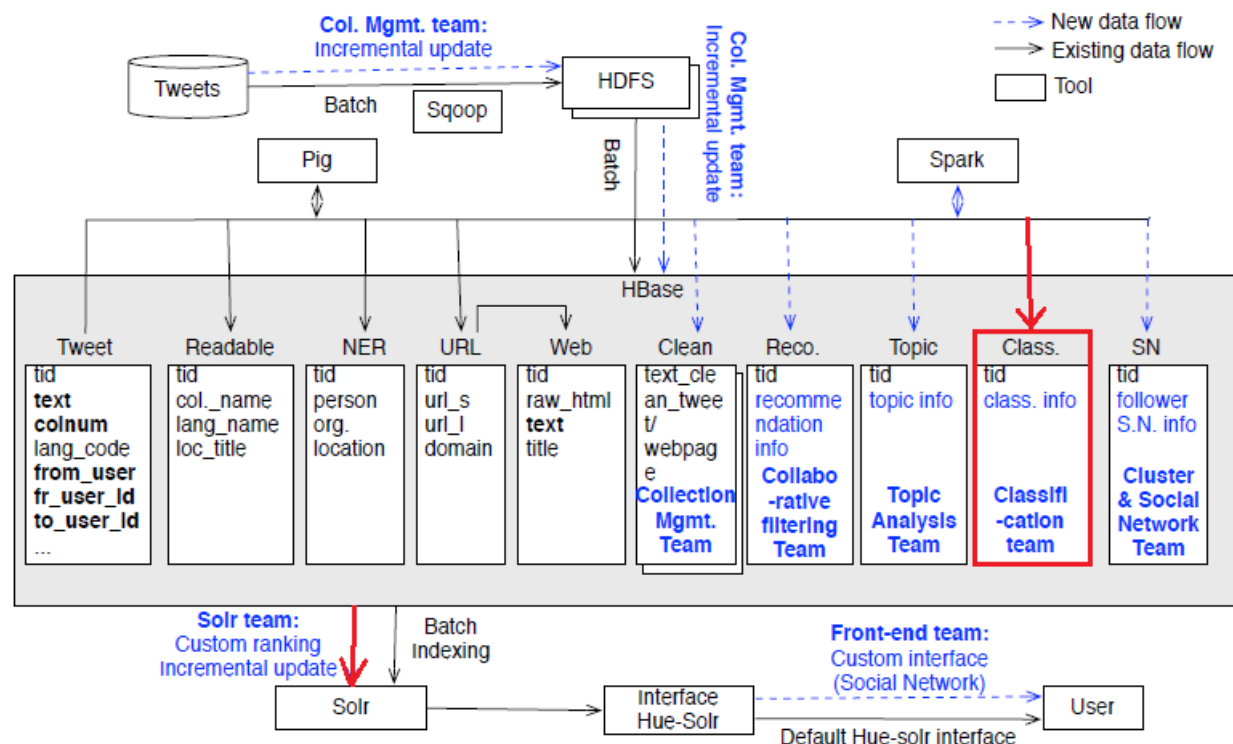 Col. Mgmt. team:
Incremental update
Tweets
Batch
Sqoop
HDFS
Col. Mgmt. team:
Incremental update
Batch
New data flow
Existing data flow
Tool
Pig
Spark
HBase
Tweet
tid
text
colnum
lang_code
from_user
fr_user_id
to_user_id
...
Readable
tid
col._name
lang_name
loc_title
NER
tid
person
org.
location
URL
tid
url_s
url_l
domain
Web
tid
raw_html
text
title
Clean
text_cle
an_tweet
t/
webpag
e
Collection
Mgmt.
Team
Reco.
tid
recomme
ndation
info
Collabo
-rative
filtering
Team
Topic
tid
topic info
Topic
Analysis
Team
Class.
tid
class. info
Classifi
-cation
team
SN
tid
follower
S.N. info
Cluster
& Social
Network
Team
Solr team:
Custom ranking
Incremental update
Batch
Indexing
Solr
Interface
Hue-Solr
Front-end team:
Custom interface
(Social Network)
Default Hue-solr interface
User